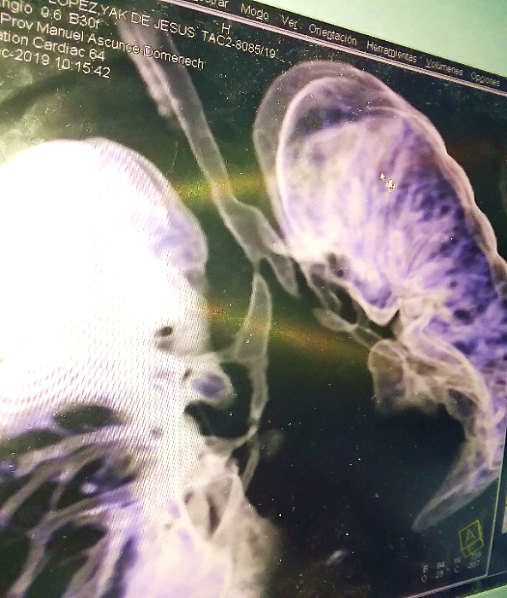 LOPEZ,YAK DE JESUS TAC2-8085/19
ngio 0.6 B30f
H
Modo Ver Orientación Herramientas Volúmenes Opciones
Prov Manuel Ascunce Domenech
ation Cardiac 64
c-2019 10:15:42
A